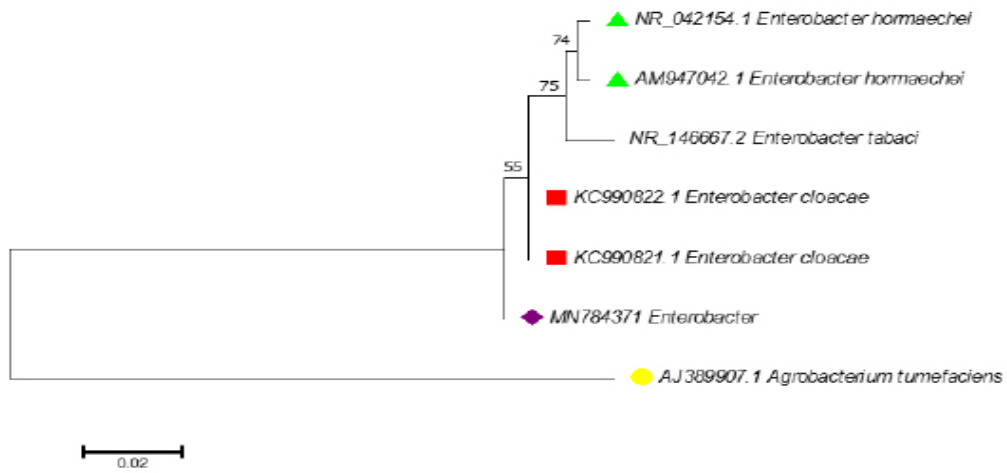 NR_042154.1 Enterobacter hormaechei
74
AM947042.1 Enterobacter hormaechei
75
NR_146667.2 Enterobacter tabaci
55
KC990822.1 Enterobacter cloacae
KC990821.1 Enterobacter cloacae
MN784371 Enterobacter
AJ389907.1 Agrobacterium tumefaciens
0.02